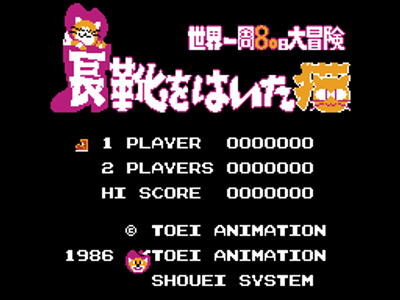 世界一周80日大冒険
長靴をはいた猫
1 PLAYER 0000000
2 PLAYERS 0000000
HI SCORE 0000000
© TOEI ANIMATION
1986 TOEI ANIMATION
SHOUEI SYSTEM